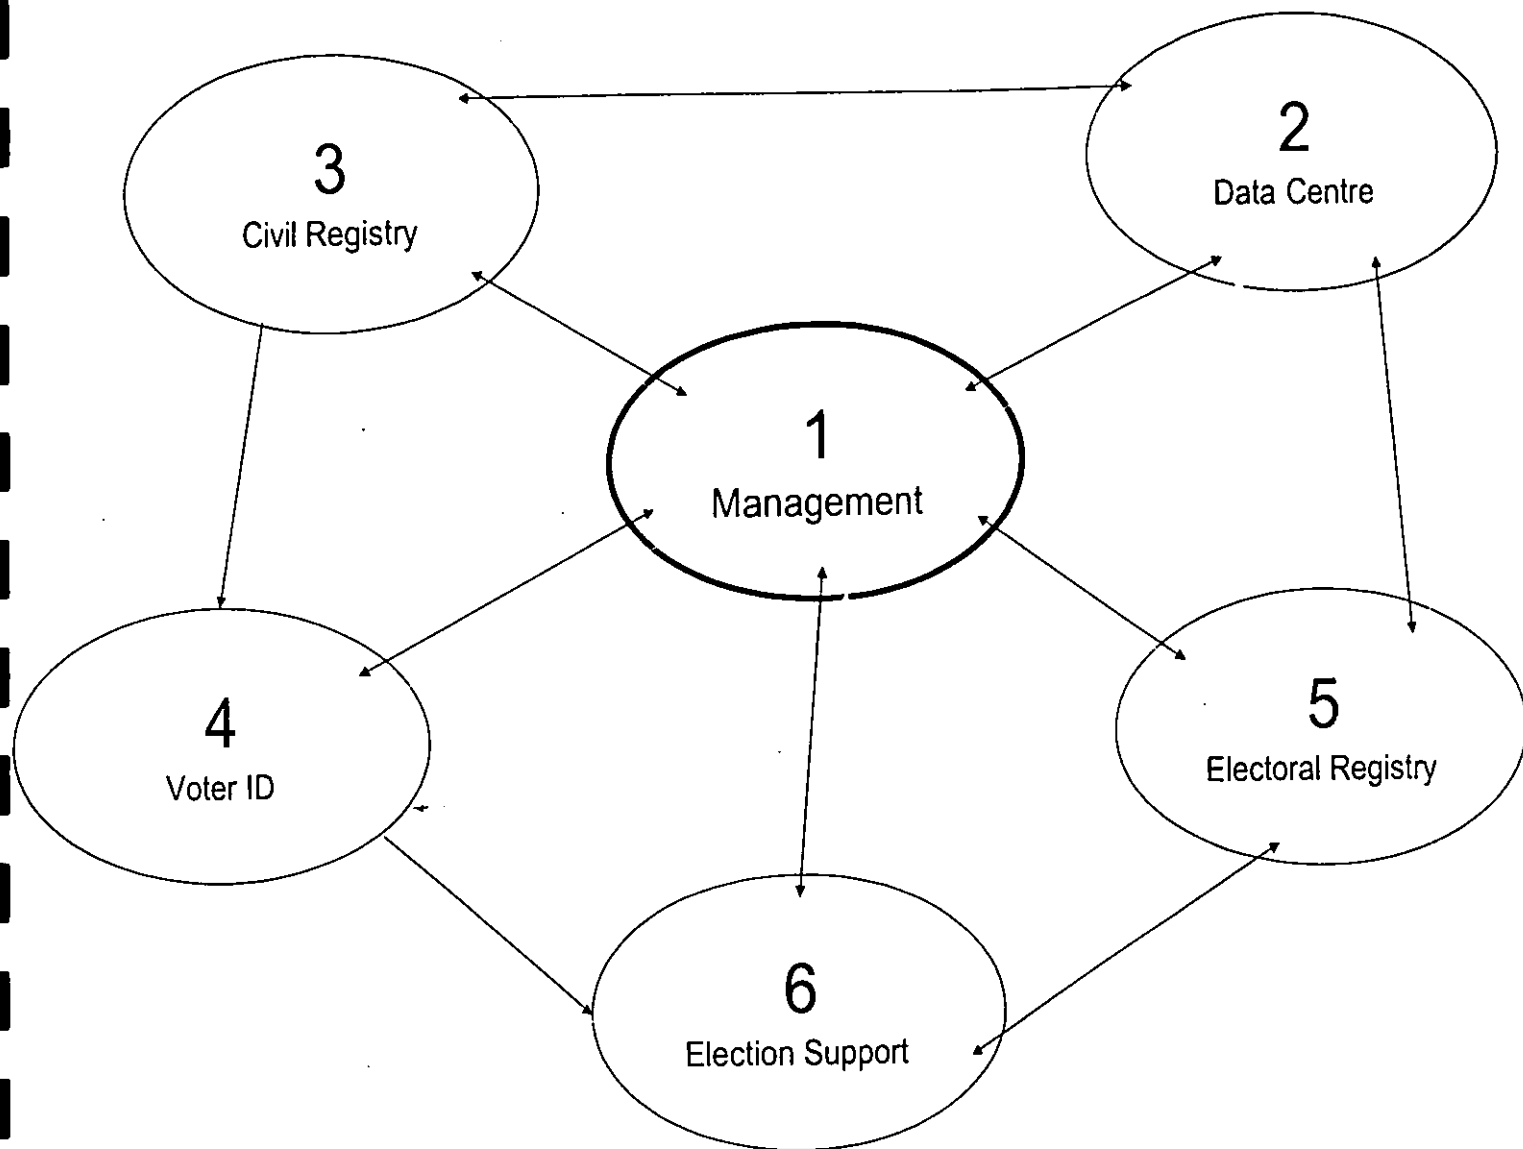 3
Civil Registry
2
Data Centre
1
Management
4
Voter ID
5
Electoral Registry
6
Election Support